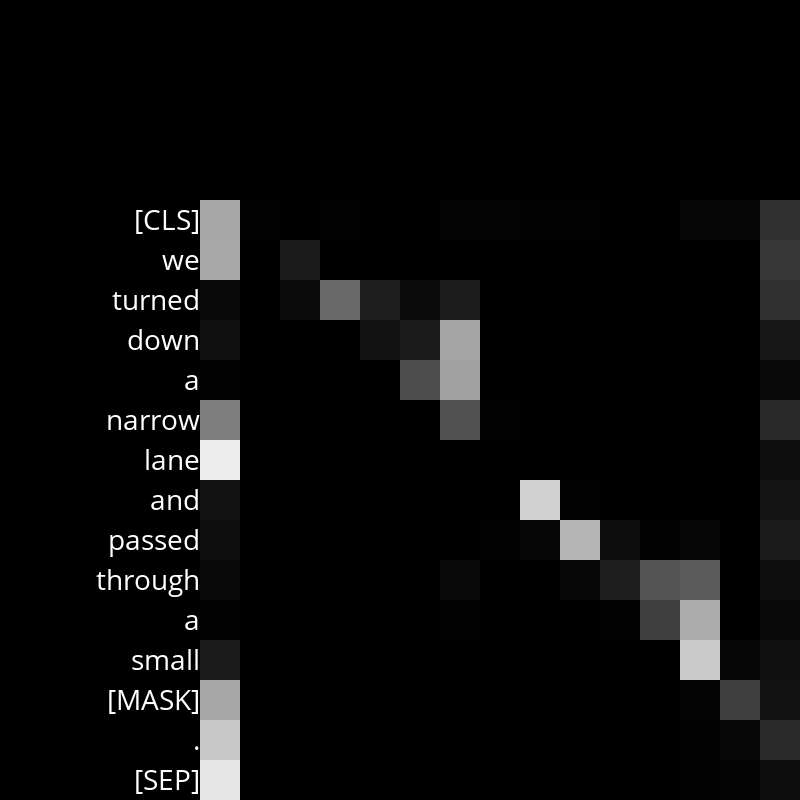 [CLS]
we
turned
down
a
narrow
lane
and
passed
through
a
small
[MASK]
.
[SEP]